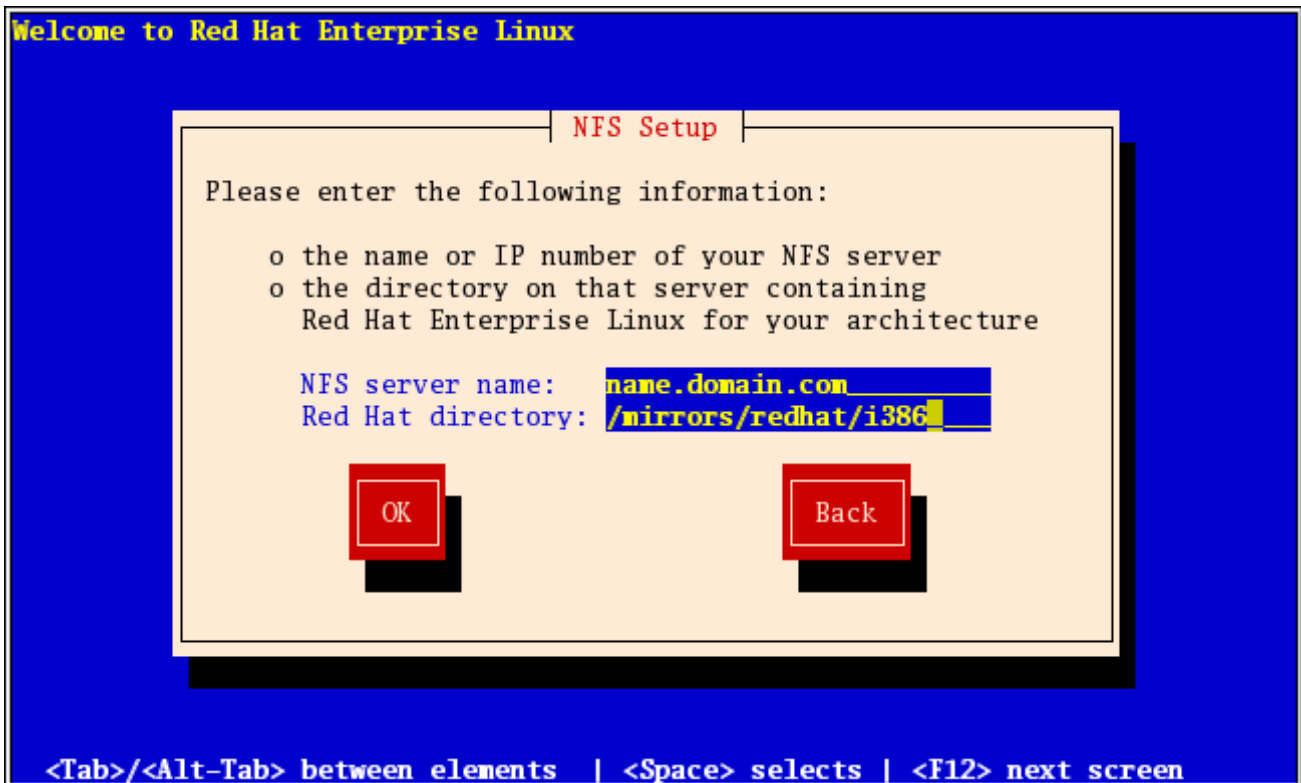 Welcome to Red Hat Enterprise Linux
NFS Setup
Please enter the following information:
o the name or IP number of your NFS server
o the directory on that server containing
Red Hat Enterprise Linux for your architecture
NFS server name: name.domain.com
Red Hat directory: /mirrors/redhat/i386
OK Back
<Tab>/<Alt-Tab> between elements | <Space> selects | <F12> next screen